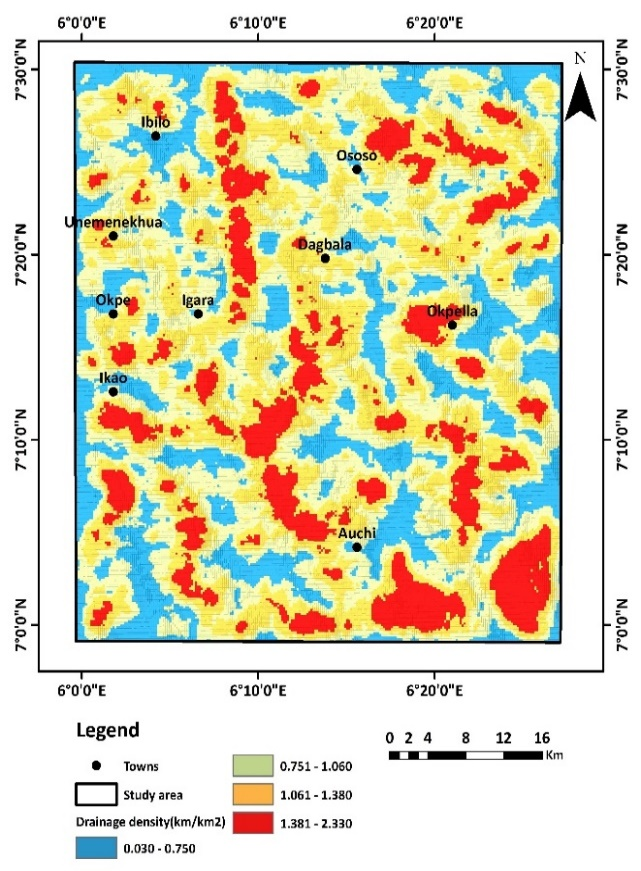 6°0'0"E 6°10'0"E 6°20'0"E
N
7°30'0"N 7°30'0"N
Ibilo
Ososo
Unemenekhua
Dagbala
7°20'0"N 7°20'0"N
Okpe Igara Okpella
Ikao
7°10'0"N 7°10'0"N
Auchi
7°0'0"N 7°0'0"N
6°0'0"E 6°10'0"E 6°20'0"E
Legend
Towns
Study area
Drainage density(km/km2)
0.030 - 0.750
0.751 - 1.060
1.061 - 1.380
1.381 - 2.330
0 2 4 8 12 16
Km